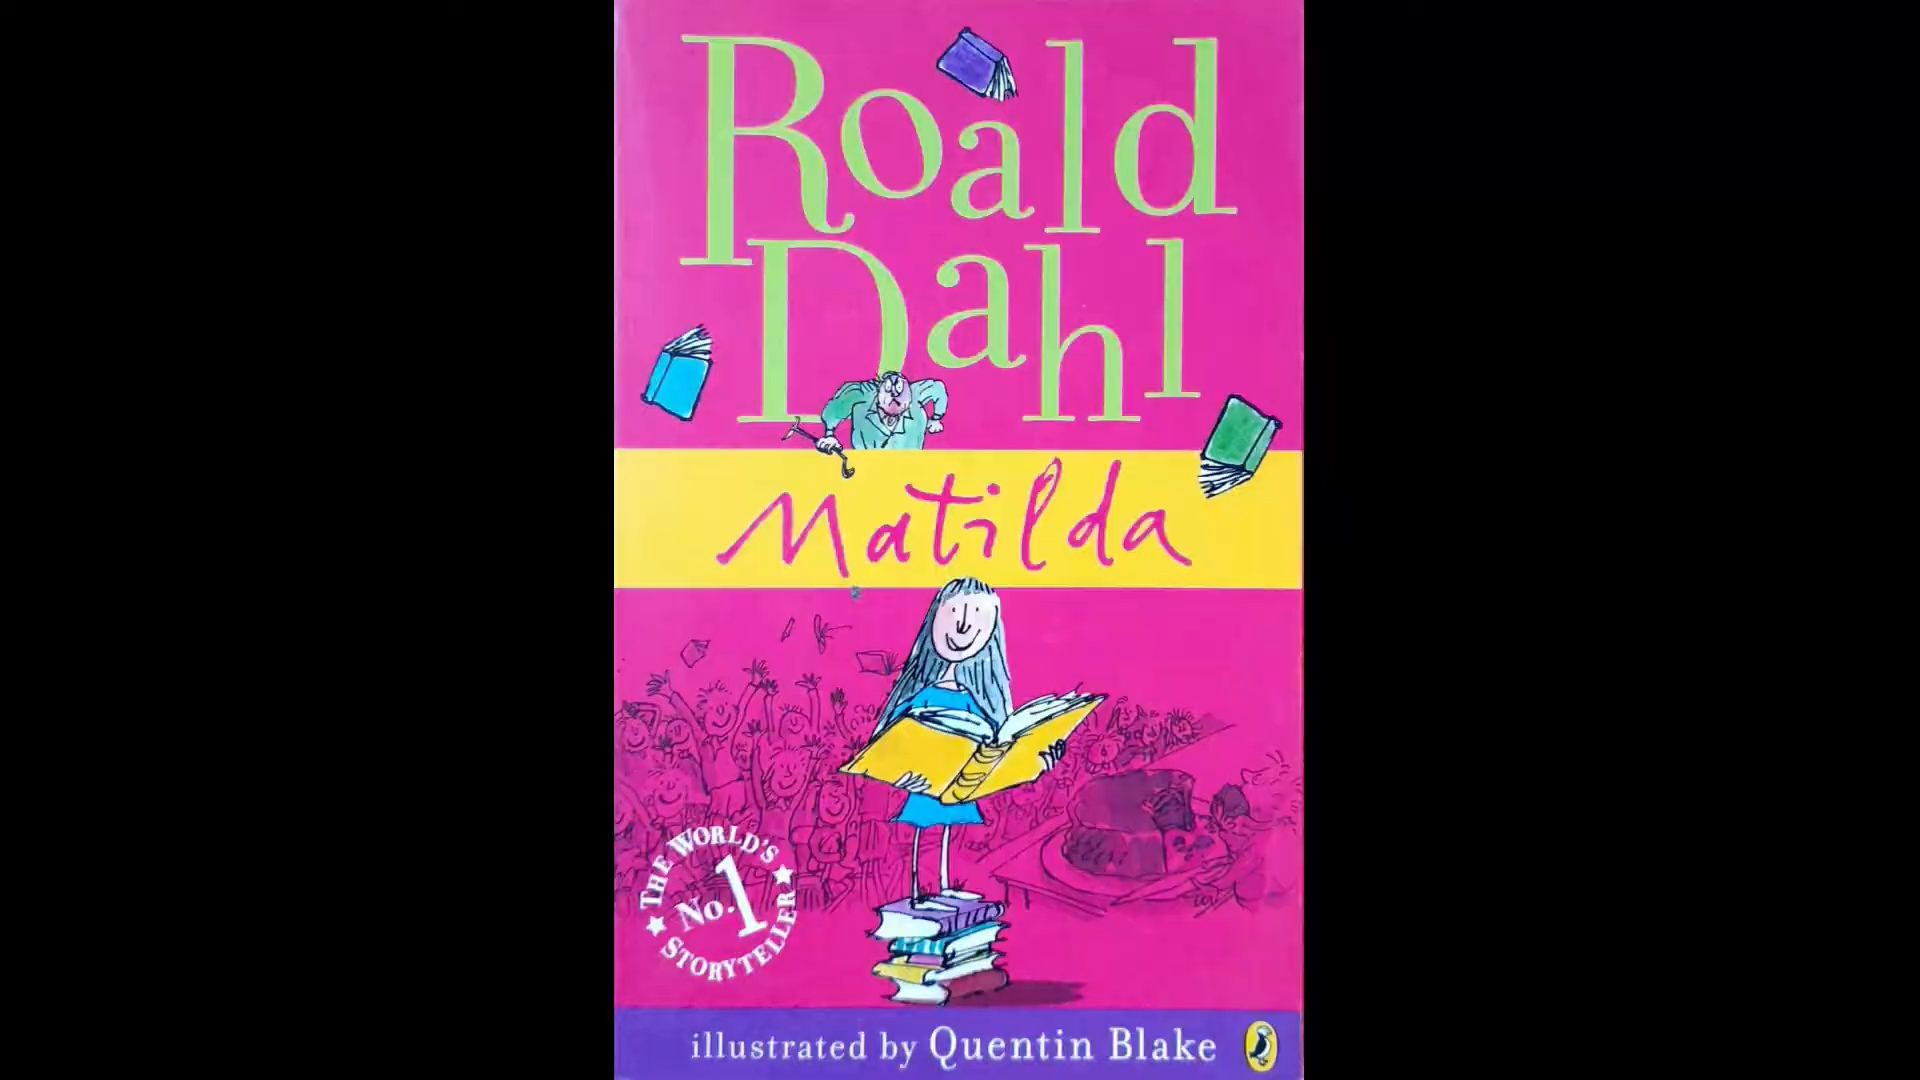 Roald
Dahl
Matilda
THE WORLD'S
No.1
STORYTELLER
illustrated by Quentin Blake